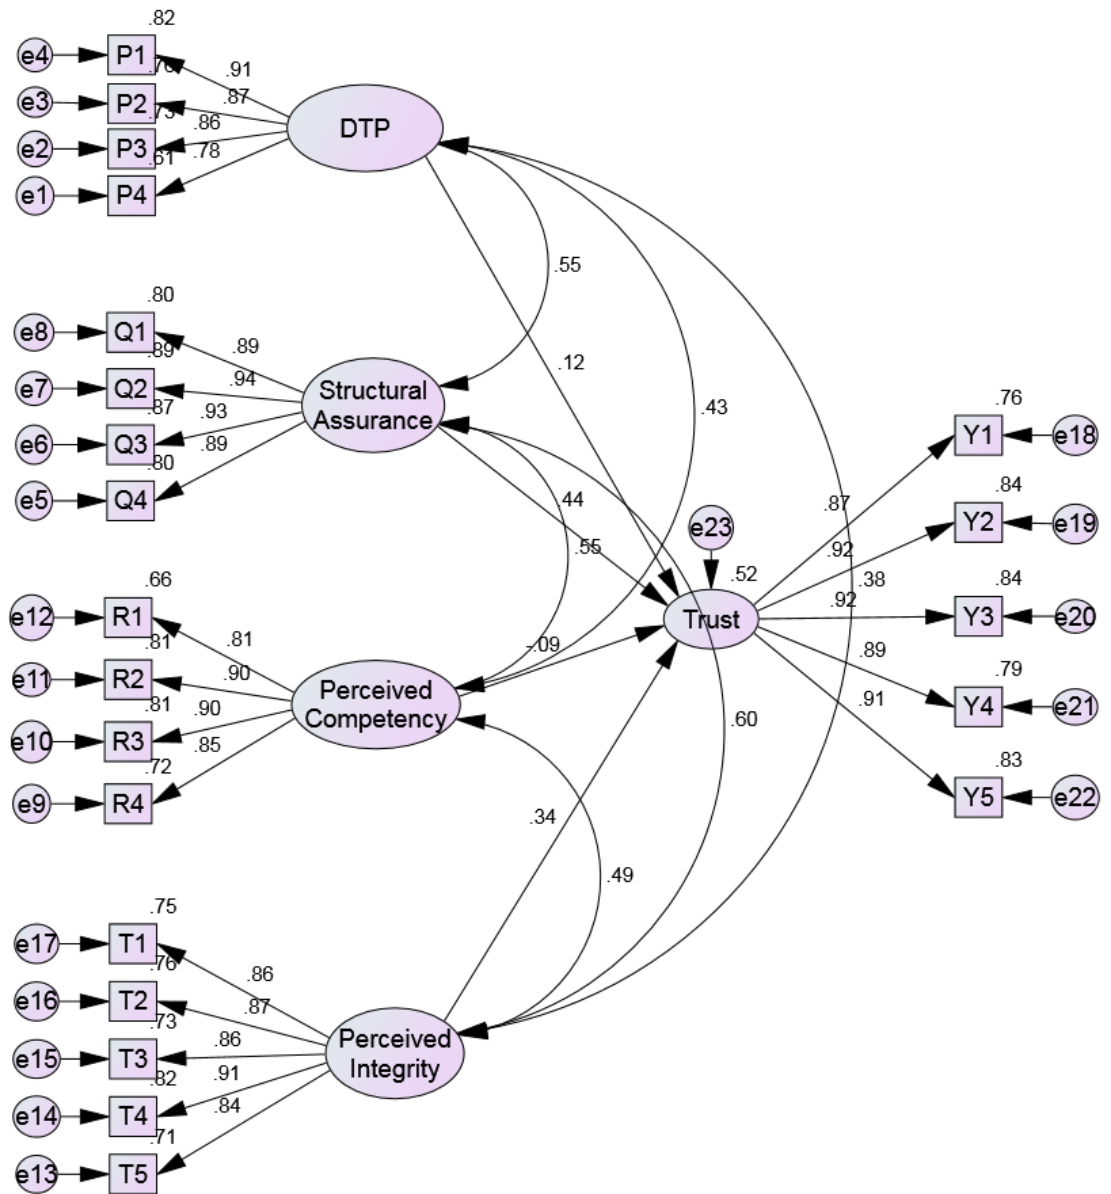 .82
e4
P1
.91
.76
e3
P2
.87
.73
e2
P3
.86
.61
.78
e1
P4
DTP
.55
.12
.43
.80
e8
Q1
.89
.89
e7
Q2
.94
.87
e6
Q3
.93
.80
.89
e5
Q4
Structural
Assurance
.44
.55
.66
e12
R1
.81
.81
e11
R2
.90
.81
e10
R3
.90
.72
.85
e9
R4
Perceived
Competency
-.09
.60
.34
.49
.75
e17
T1
.86
.76
e16
T2
.87
.73
e15
T3
.86
.82
e14
T4
.91
.71
.84
e13
T5
Perceived
Integrity
e23
.52
Trust
.38
.76
.87
Y1
e18
.84
.92
Y2
e19
.84
.92
Y3
e20
.79
.89
Y4
e21
.83
.91
Y5
e22